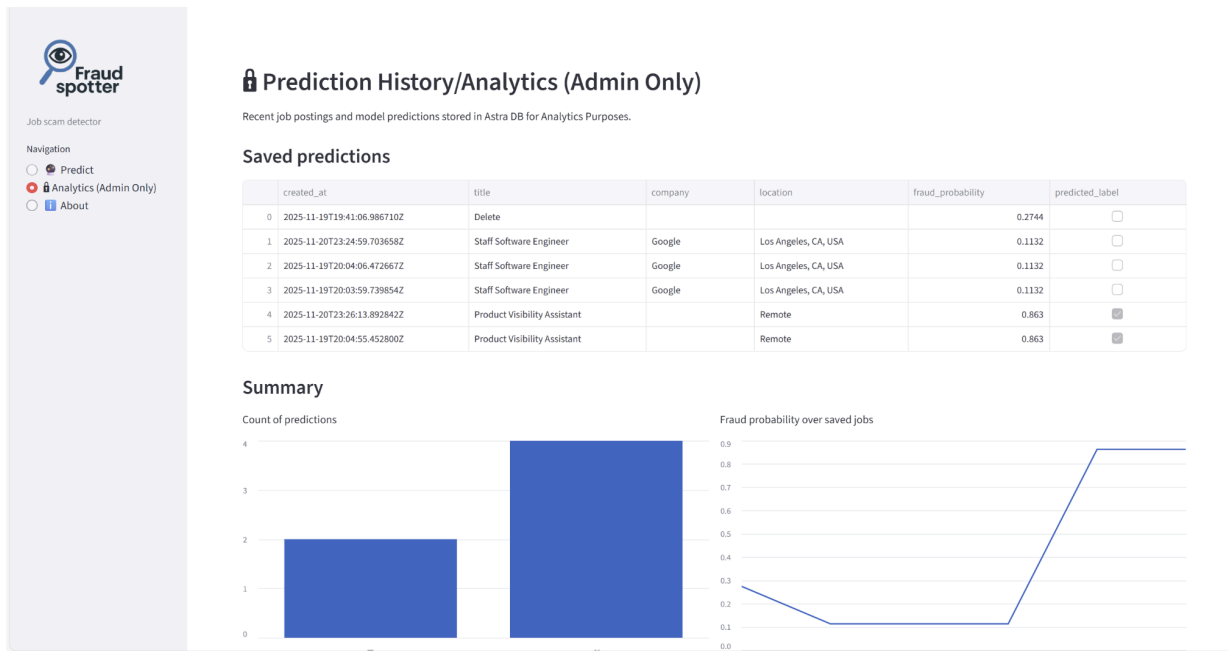 Fraud
spotter
Job scam detector
Navigation
Predict
Analytics (Admin Only)
About
Prediction History/Analytics (Admin Only)
Recent job postings and model predictions stored in Astra DB for Analytics Purposes.
Saved predictions
created_at title company location fraud_probability predicted_label
0 2025-11-19T19:41:06.986710Z Delete 0.2744
1 2025-11-20T23:24:59.703658Z Staff Software Engineer Google Los Angeles, CA, USA 0.1132
2 2025-11-19T20:04:06.472667Z Staff Software Engineer Google Los Angeles, CA, USA 0.1132
3 2025-11-19T20:03:59.739854Z Staff Software Engineer Google Los Angeles, CA, USA 0.1132
4 2025-11-20T23:26:13.892842Z Product Visibility Assistant Remote 0.863
5 2025-11-19T20:04:55.452800Z Product Visibility Assistant Remote 0.863
Summary
Count of predictions
4
3
2
1
0
Fraud probability over saved jobs
0.9
0.8
0.7
0.6
0.5
0.4
0.3
0.2
0.1
0.0